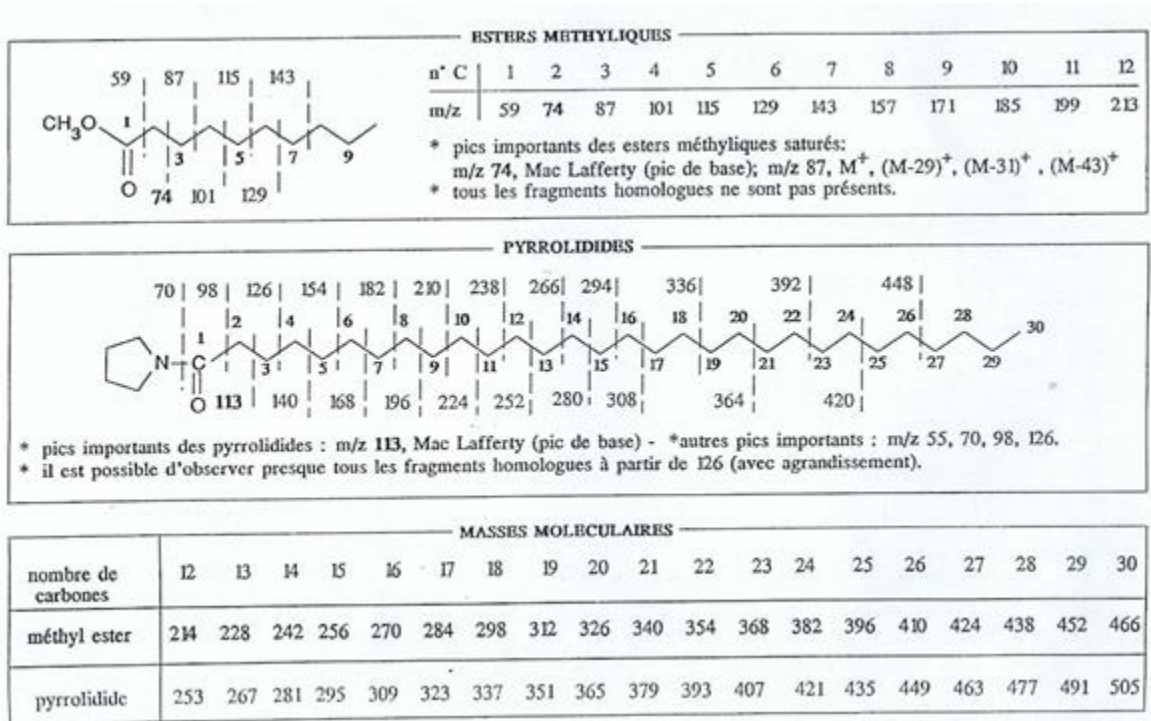 ESTERS METHYLIQUES
59 87 115 143
CH₃O 1 3 5 7 9
O 74 101 129
n° C 1 2 3 4 5 6 7 8 9 10 11 12
m/z 59 74 87 101 115 129 143 157 171 185 199 213
* pics importants des esters méthyliques saturés:
m/z 74, Mac Lafferty (pic de base); m/z 87, M⁺, (M-29)⁺, (M-31)⁺, (M-43)⁺
* tous les fragments homologues ne sont pas présents.
PYRROLIDIDES
70 98 126 154 182 210 238 266 294 336 392 448
2 4 6 8 10 12 14 16 18 20 22 24 26 28 30
N C 1
3 5 7 9 11 13 15 17 19 21 23 25 27 29
O 113 140 168 196 224 252 280 308 364 420
* pics importants des pyrrolidides : m/z 113, Mac Lafferty (pic de base) - *autres pics importants : m/z 55, 70, 98, 126.
* il est possible d'observer presque tous les fragments homologues à partir de 126 (avec agrandissement).
MASSES MOLECULAIRES
nombre de carbones 12 13 14 15 16 17 18 19 20 21 22 23 24 25 26 27 28 29 30
méthyl ester 214 228 242 256 270 284 298 312 326 340 354 368 382 396 410 424 438 452 466
pyrrolidide 253 267 281 295 309 323 337 351 365 379 393 407 421 435 449 463 477 491 505